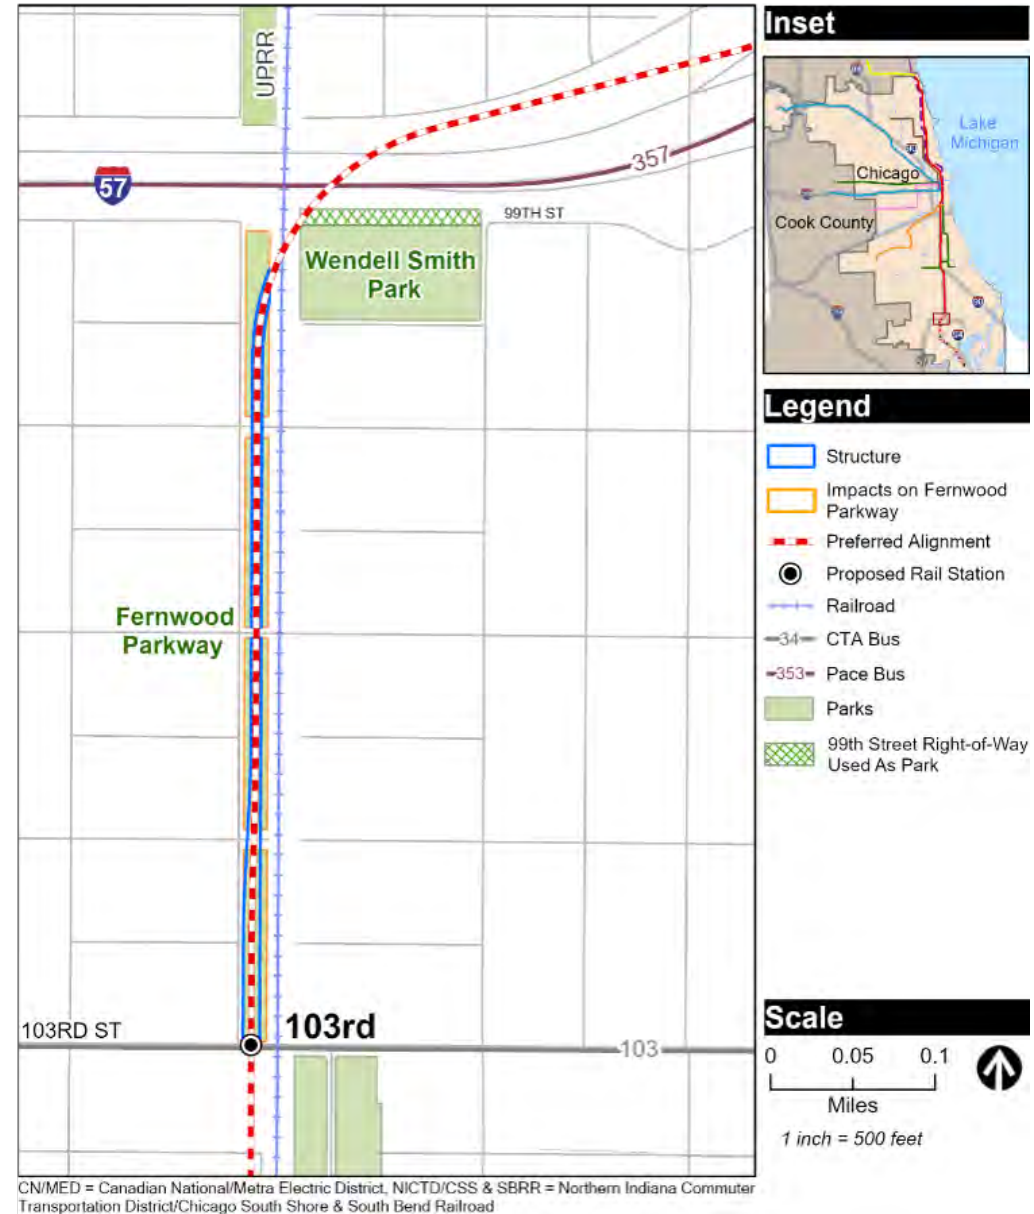 UPRR
57
357
99TH ST
Wendell Smith
Park
Fernwood
Parkway
103RD ST
103rd
103
Inset
Lake
Michigan
Chicago
Cook County
Legend
Structure
Impacts on Fernwood
Parkway
Preferred Alignment
Proposed Rail Station
Railroad
34
CTA Bus
353
Pace Bus
Parks
99th Street Right-of-Way
Used As Park
Scale
0 0.05 0.1
Miles
1 inch = 500 feet
CN/MED = Canadian National/Metra Electric District, NICTD/CSS & SBRR = Northern Indiana Commuter
Transportation District/Chicago South Shore & South Bend Railroad